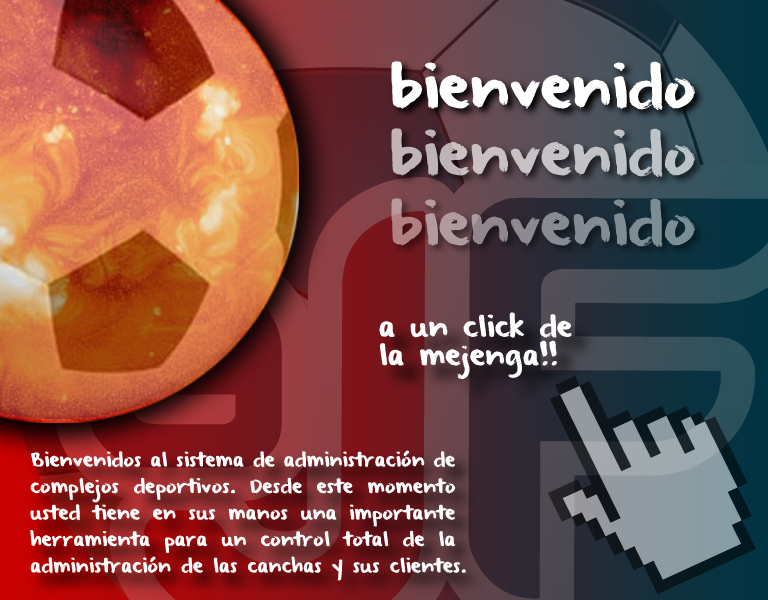 bienvenido
bienvenido
bienvenido
a un click de
la mejenga!!
Bienvenidos al sistema de administración de
complejos deportivos. Desde este momento
usted tiene en sus manos una importante
herramienta para un control total de la
administración de las canchas y sus clientes.